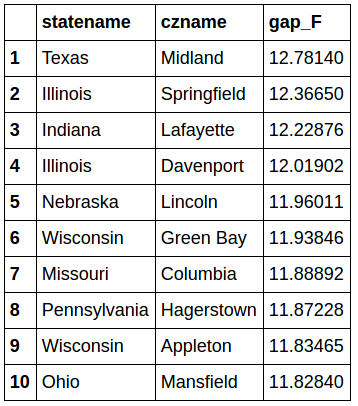 statename czname gap_F
1 Texas Midland 12.78140
2 Illinois Springfield 12.36650
3 Indiana Lafayette 12.22876
4 Illinois Davenport 12.01902
5 Nebraska Lincoln 11.96011
6 Wisconsin Green Bay 11.93846
7 Missouri Columbia 11.88892
8 Pennsylvania Hagerstown 11.87228
9 Wisconsin Appleton 11.83465
10 Ohio Mansfield 11.82840